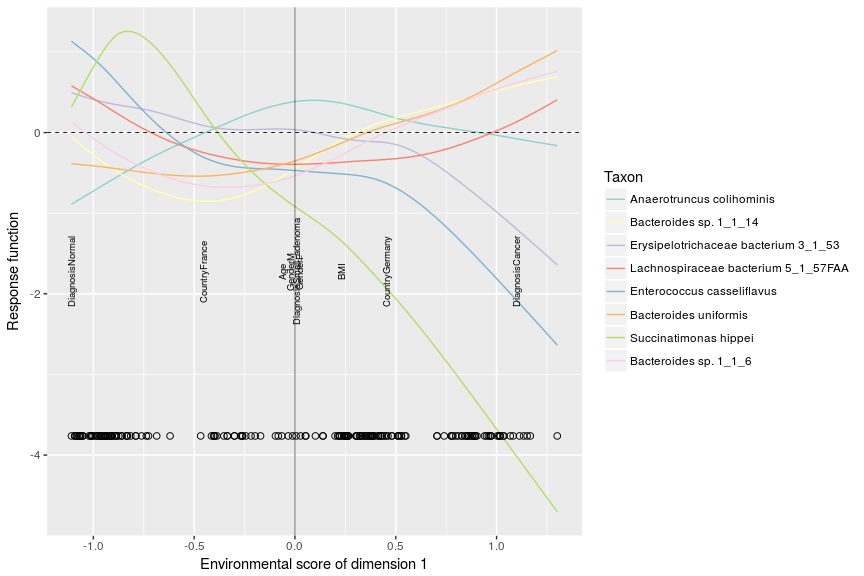 0
-2
-4
Response function
-1.0
-0.5
0.0
0.5
1.0
Environmental score of dimension 1
DiagnosisNormal
CountryFrance
Age
GenderM
BMI
CountryGermany
DiagnosisCancer
Taxon
Anaerotruncus colihominis
Bacteroides sp. 1_1_14
Erysipelotrichaceae bacterium 3_1_53
Lachnospiraceae bacterium 5_1_57FAA
Enterococcus casseliflavus
Bacteroides uniformis
Succinatimonas hippei
Bacteroides sp. 1_1_6